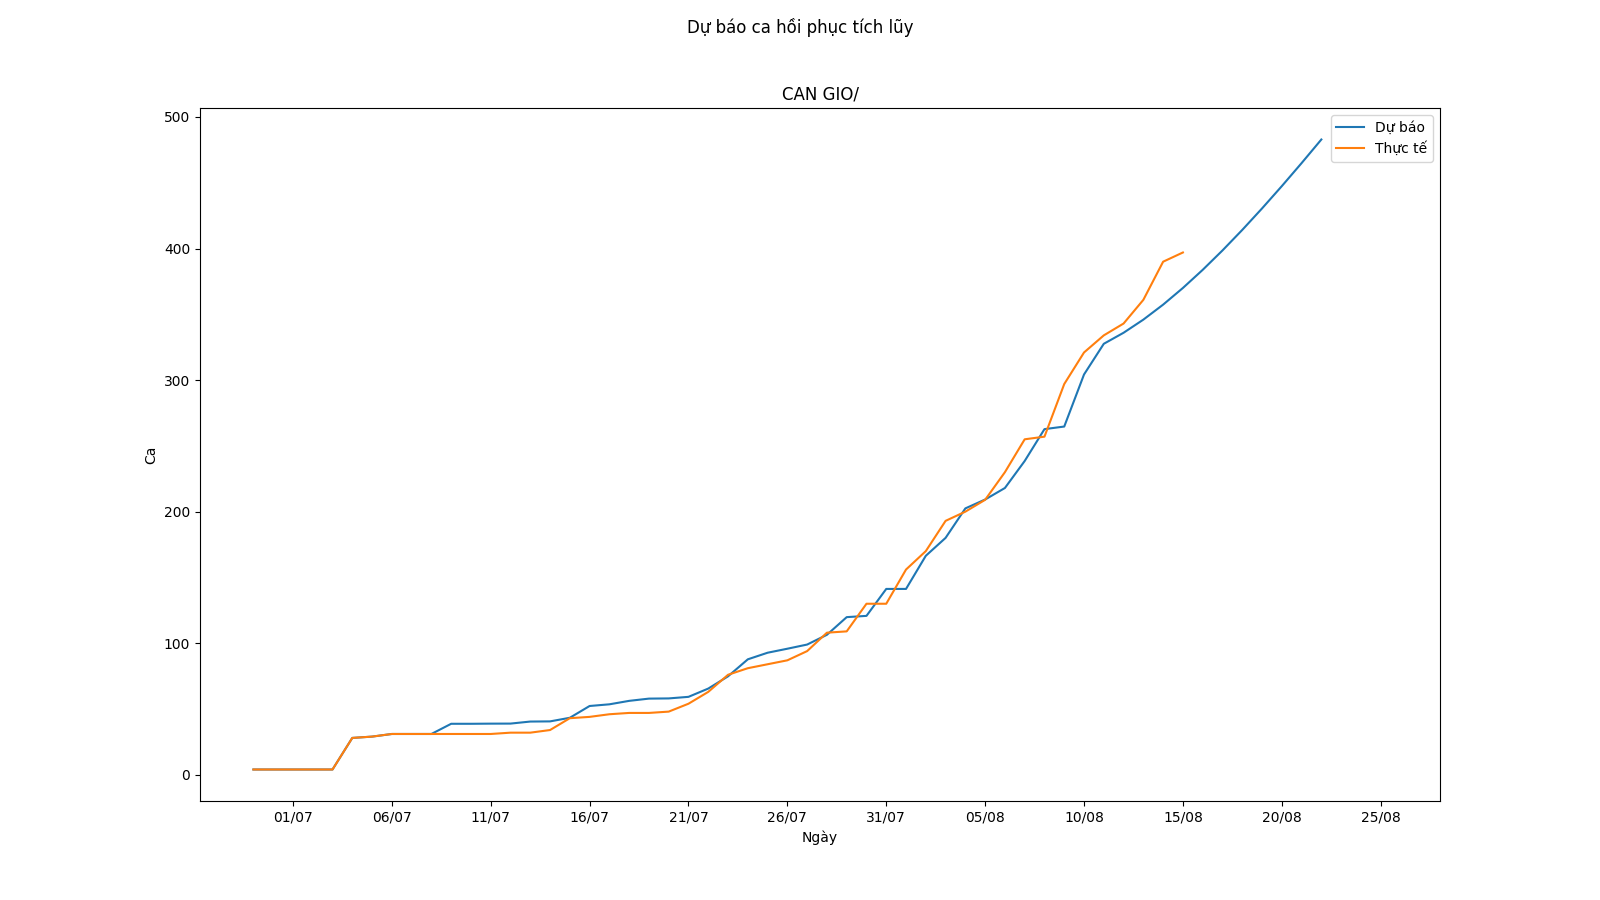 Dự báo ca hồi phục tích lũy
CAN GIO/
Dự báo
Thực tế
500
400
300
200
100
0
Ca
01/07 06/07 11/07 16/07 21/07 26/07 31/07 05/08 10/08 15/08 20/08 25/08
Ngày